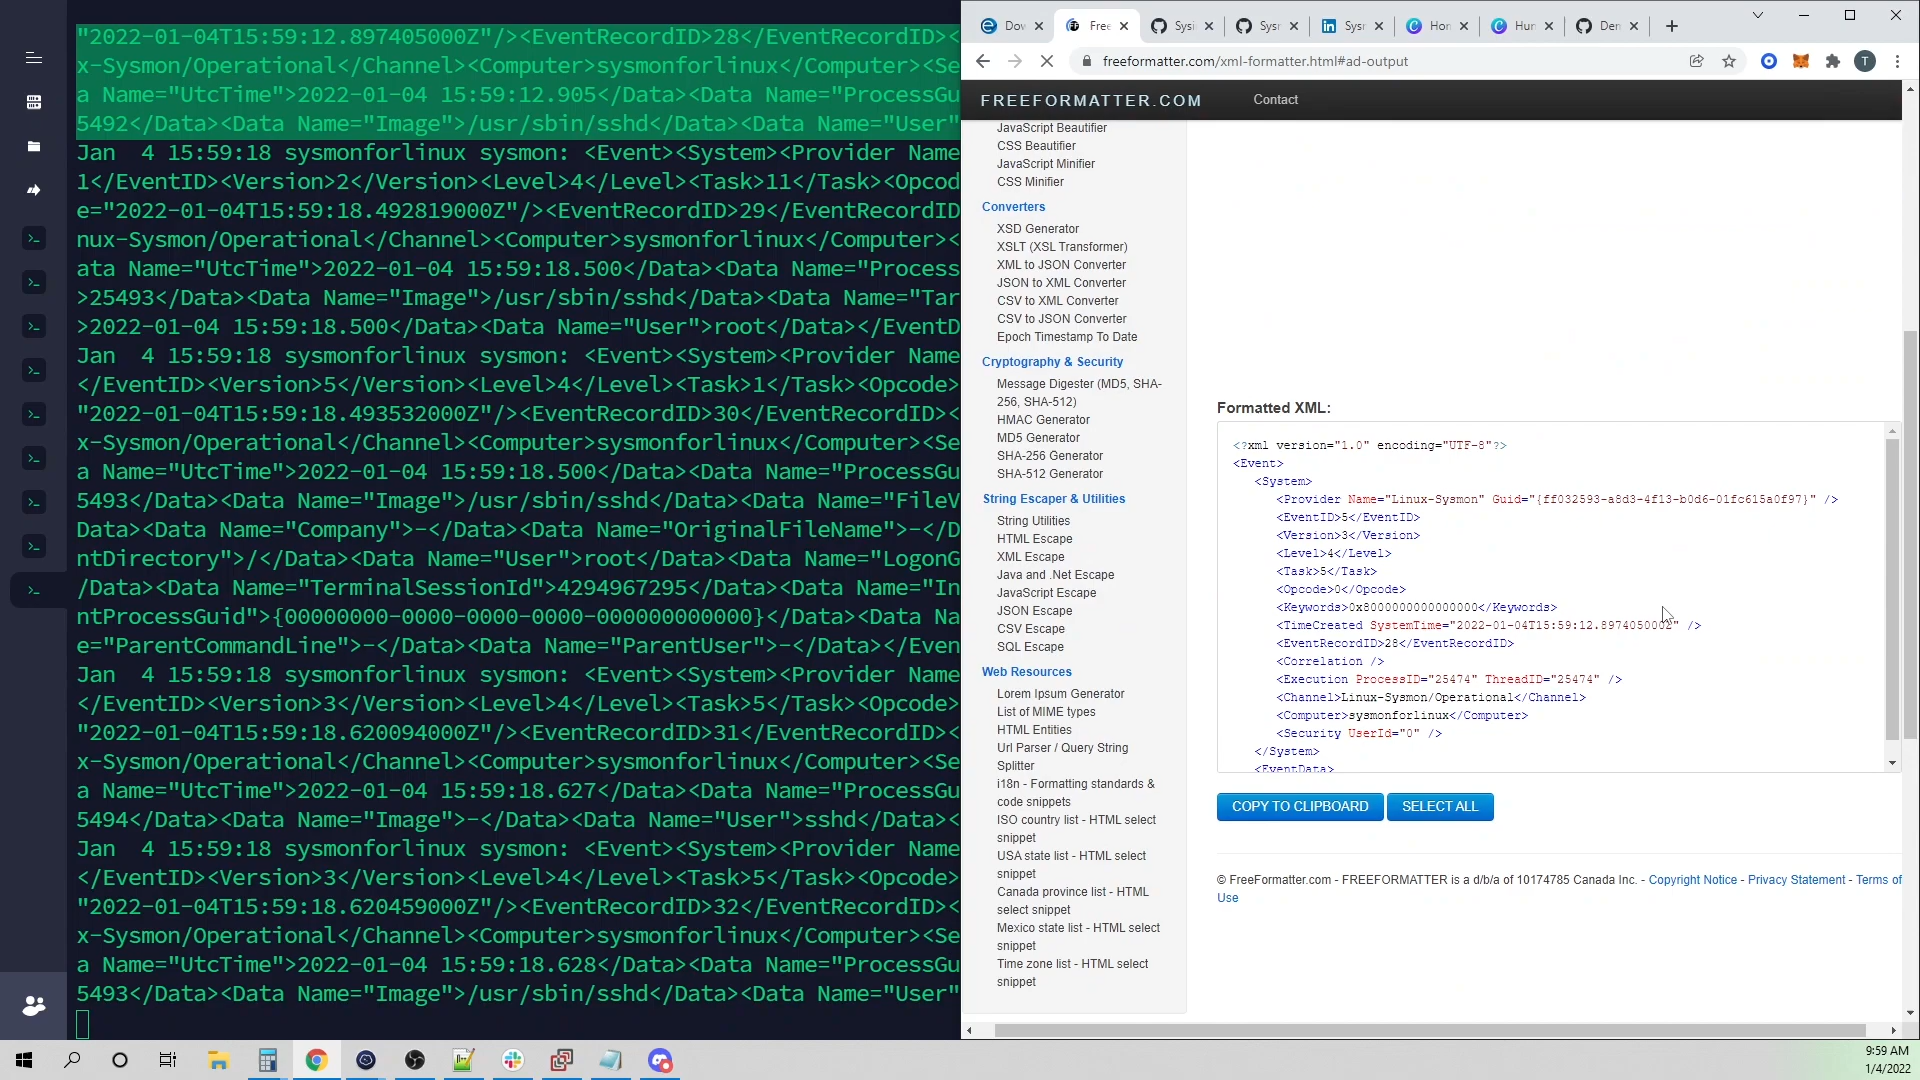 "2022-01-04T15:59:12.897405000Z"/><EventRecordID>28</EventRecordID><
x-Sysmon/Operational</Channel><Computer>sysmonforlinux</Computer><Se
a Name="UtcTime">2022-01-04 15:59:12.905</Data><Data Name="ProcessGu
5492</Data><Data Name="Image">/usr/sbin/sshd</Data><Data Name="User"
Jan  4 15:59:18 sysmonforlinux sysmon: <Event><System><Provider Name
1</EventID><Version>2</Version><Level>4</Level><Task>11</Task><Opcod
e="2022-01-04T15:59:18.492819000Z"/><EventRecordID>29</EventRecordID
nux-Sysmon/Operational</Channel><Computer>sysmonforlinux</Computer><
ata Name="UtcTime">2022-01-04 15:59:18.500</Data><Data Name="Process
>25493</Data><Data Name="Image">/usr/sbin/sshd</Data><Data Name="Tar
>2022-01-04 15:59:18.500</Data><Data Name="User">root</Data></EventD
Jan  4 15:59:18 sysmonforlinux sysmon: <Event><System><Provider Name
</EventID><Version>5</Version><Level>4</Level><Task>1</Task><Opcode>
"2022-01-04T15:59:18.493532000Z"/><EventRecordID>30</EventRecordID><
x-Sysmon/Operational</Channel><Computer>sysmonforlinux</Computer><Se
a Name="UtcTime">2022-01-04 15:59:18.500</Data><Data Name="ProcessGu
5493</Data><Data Name="Image">/usr/sbin/sshd</Data><Data Name="FileV
Data><Data Name="Company">-</Data><Data Name="OriginalFileName">-</D
ntDirectory">/</Data><Data Name="User">root</Data><Data Name="LogonG
/Data><Data Name="TerminalSessionId">4294967295</Data><Data Name="In
ntProcessGuid">{00000000-0000-0000-0000-000000000000}</Data><Data Na
e="ParentCommandLine">-</Data><Data Name="ParentUser">-</Data></Even
Jan  4 15:59:18 sysmonforlinux sysmon: <Event><System><Provider Name
</EventID><Version>3</Version><Level>4</Level><Task>5</Task><Opcode>
"2022-01-04T15:59:18.620094000Z"/><EventRecordID>31</EventRecordID><
x-Sysmon/Operational</Channel><Computer>sysmonforlinux</Computer><Se
a Name="UtcTime">2022-01-04 15:59:18.627</Data><Data Name="ProcessGu
5494</Data><Data Name="Image">-</Data><Data Name="User">sshd</Data><
Jan  4 15:59:18 sysmonforlinux sysmon: <Event><System><Provider Name
</EventID><Version>3</Version><Level>4</Level><Task>5</Task><Opcode>
"2022-01-04T15:59:18.620459000Z"/><EventRecordID>32</EventRecordID><
x-Sysmon/Operational</Channel><Computer>sysmonforlinux</Computer><Se
a Name="UtcTime">2022-01-04 15:59:18.628</Data><Data Name="ProcessGu
5493</Data><Data Name="Image">/usr/sbin/sshd</Data><Data Name="User"
Dov Free Sysi Sysr Sysr Hon Hun Den
freeformatter.com/xml-formatter.html#ad-output
T
FREEFORMATTER.COM Contact
JavaScript Beautifier
CSS Beautifier
JavaScript Minifier
CSS Minifier
Converters
XSD Generator
XSLT (XSL Transformer)
XML to JSON Converter
JSON to XML Converter
CSV to XML Converter
CSV to JSON Converter
Epoch Timestamp To Date
Cryptography & Security
Message Digester (MD5, SHA-
256, SHA-512)
HMAC Generator
MD5 Generator
SHA-256 Generator
SHA-512 Generator
String Escaper & Utilities
String Utilities
HTML Escape
XML Escape
Java and .Net Escape
JavaScript Escape
JSON Escape
CSV Escape
SQL Escape
Web Resources
Lorem Ipsum Generator
List of MIME types
HTML Entities
Url Parser / Query String
Splitter
i18n - Formatting standards &
code snippets
ISO country list - HTML select
snippet
USA state list - HTML select
snippet
Canada province list - HTML
select snippet
Mexico state list - HTML select
snippet
Time zone list - HTML select
snippet
Formatted XML:
<?xml version="1.0" encoding="UTF-8"?>
<Event>
<System>
<Provider Name="Linux-Sysmon" Guid="{ff032593-a8d3-4f13-b0d6-01fc615a0f97}" />
<EventID>5</EventID>
<Version>3</Version>
<Level>4</Level>
<Task>5</Task>
<Opcode>0</Opcode>
<Keywords>0x8000000000000000</Keywords>
<TimeCreated SystemTime="2022-01-04T15:59:12.897405000Z" />
<EventRecordID>28</EventRecordID>
<Correlation />
<Execution ProcessID="25474" ThreadID="25474" />
<Channel>Linux-Sysmon/Operational</Channel>
<Computer>sysmonforlinux</Computer>
<Security UserId="0" />
</System>
<EventData>
COPY TO CLIPBOARD SELECT ALL
© FreeFormatter.com - FREEFORMATTER is a d/b/a of 10174785 Canada Inc. - Copyright Notice - Privacy Statement - Terms of
Use
9:59 AM
1/4/2022